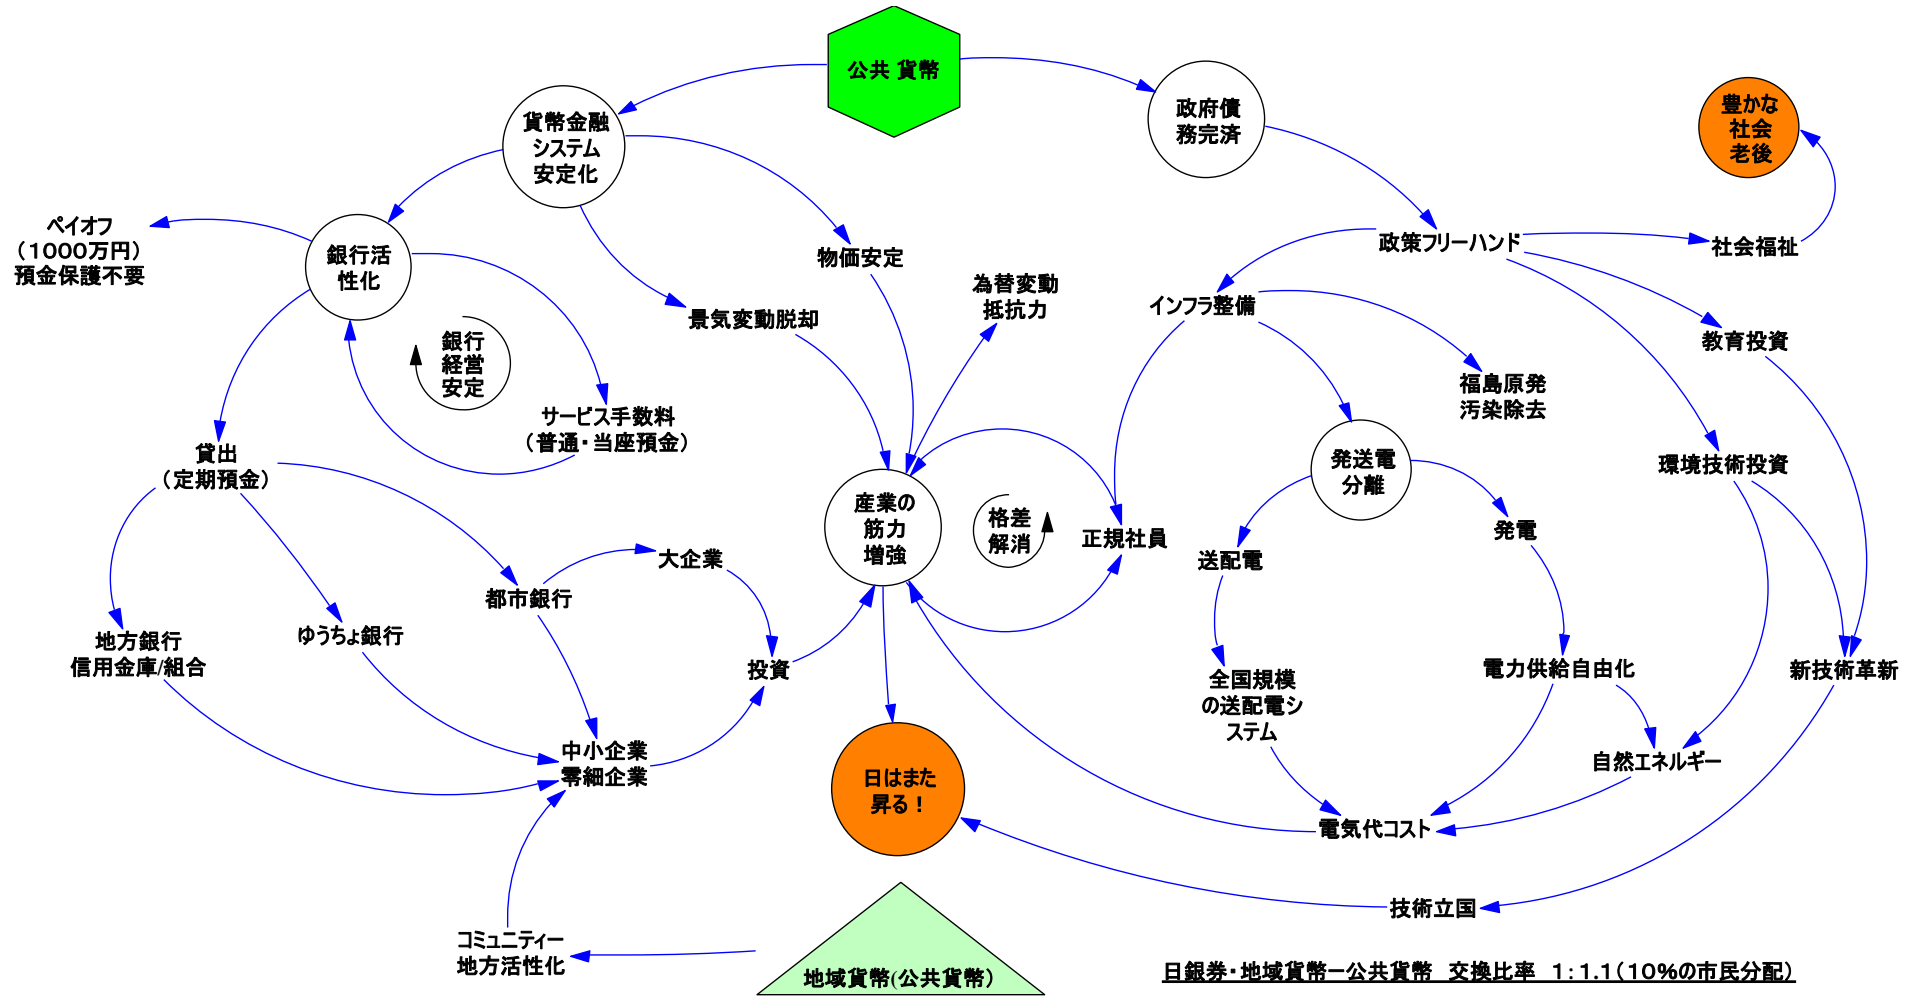 公共 貨幣
貨幣金融
システム
安定化
政府債
務完済
豊かな
社会
老後
ペイオフ
（１０００万円）
預金保護不要
銀行活
性化
物価安定
政策フリーハンド
社会福祉
景気変動脱却
為替変動
抵抗力
インフラ整備
教育投資
銀行
経営
安定
福島原発
汚染除去
サービス手数料
（普通・当座預金）
貸出
（定期預金）
発送電
分離
環境技術投資
産業の
筋力
増強
格差
解消
正規社員
発電
送配電
大企業
都市銀行
地方銀行
信用金庫/組合
ゆうちょ銀行
投資
全国規模
の送配電シ
ステム
電力供給自由化
新技術革新
中小企業
零細企業
日はまた
昇る！
自然エネルギー
電気代コスト
技術立国
コミュニティー
地方活性化
地域貨幣(公共貨幣）
日銀券・地域貨幣ー公共貨幣　交換比率　１：１.１（１０％の市民分配）